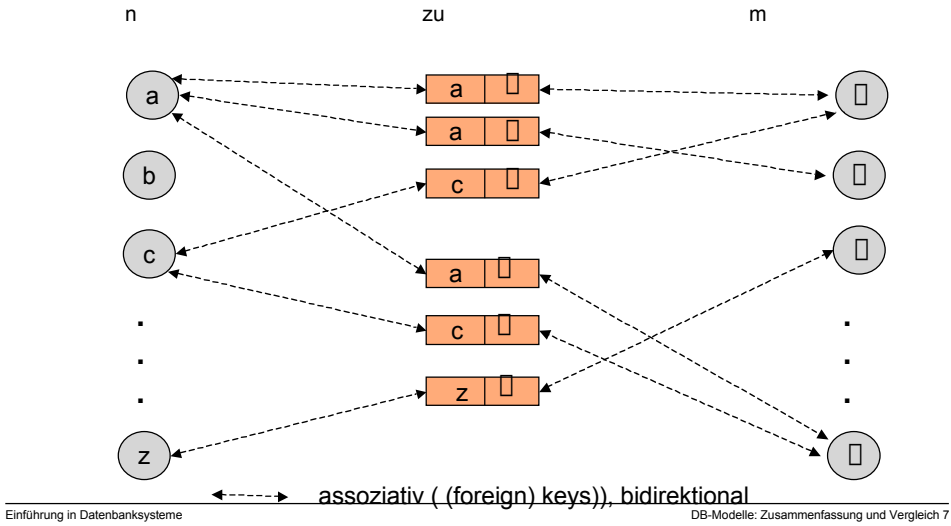 n zu m
a a
a
b c
c a
c
z
z
assoziativ ( (foreign) keys)), bidirektional
Einführung in Datenbanksysteme DB-Modelle: Zusammenfassung und Vergleich 7